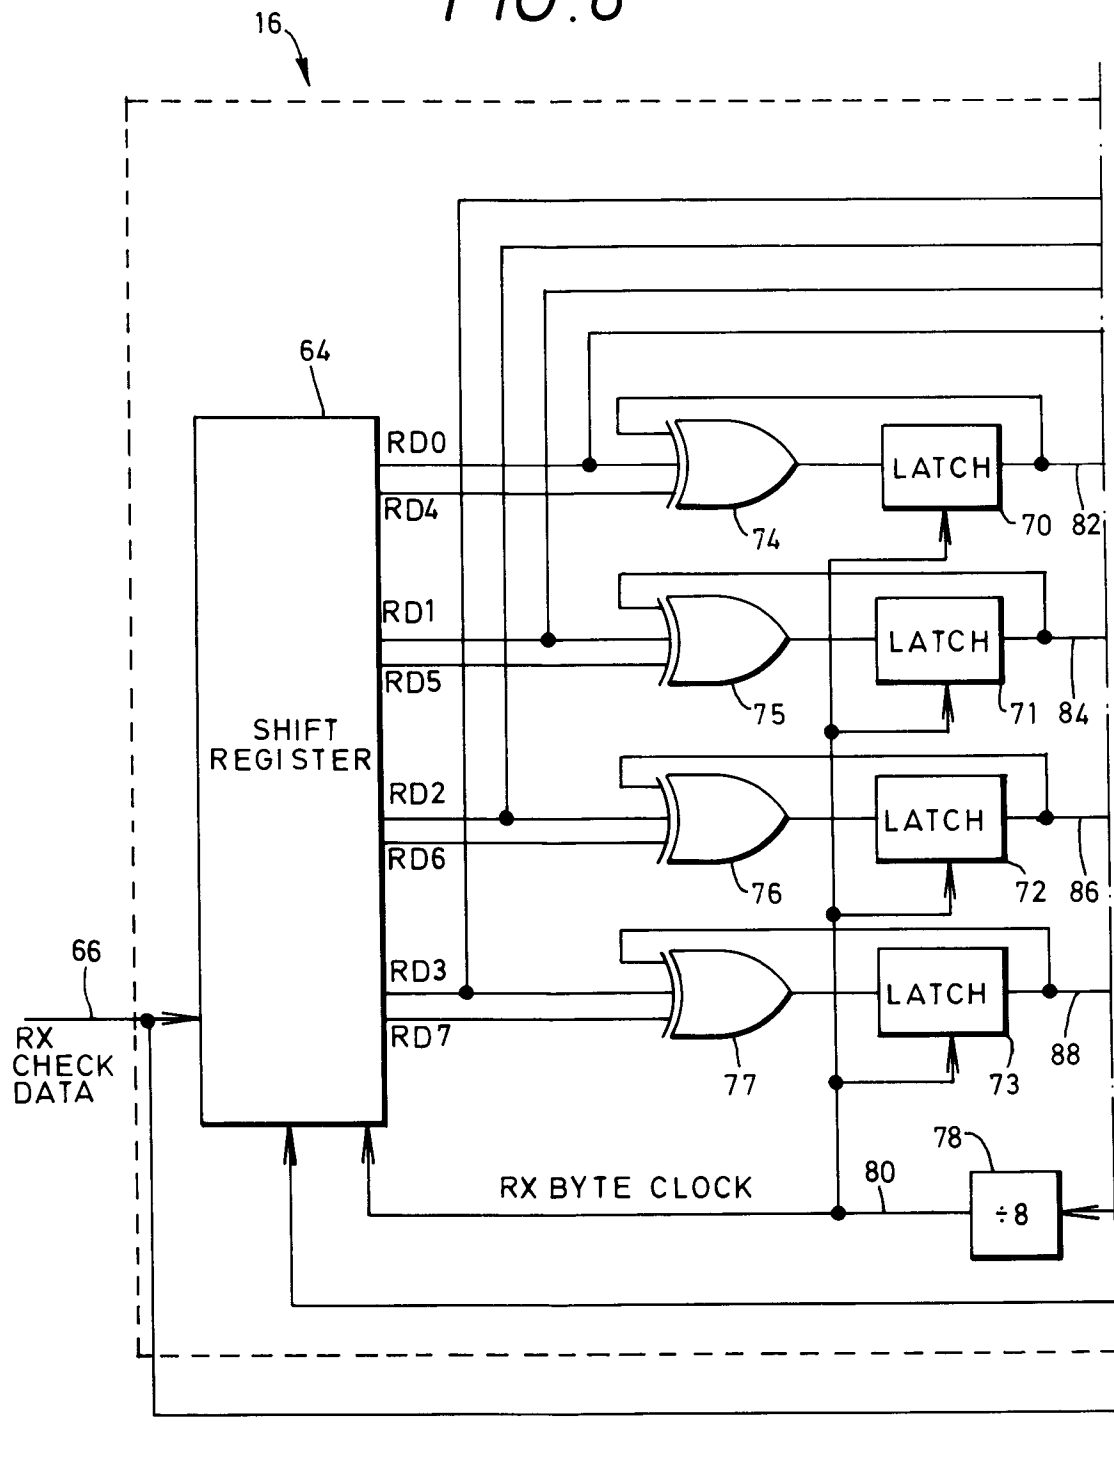 FIG. 8
16
64
RD0
RD4
LATCH
74
70
82
RD1
RD5
LATCH
75
71
84
SHIFT
REGISTER
RD2
RD6
LATCH
76
72
86
66
RX
CHECK
DATA
RD3
RD7
LATCH
77
73
88
78
RX BYTE CLOCK
80
÷8